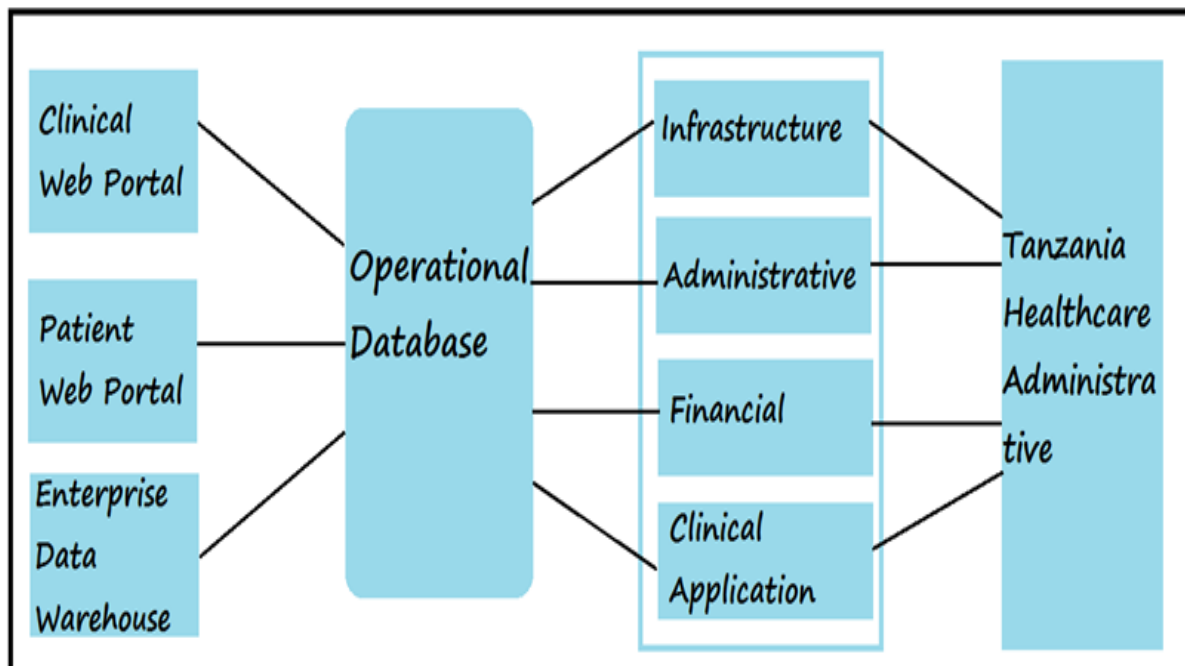 Clinical
Web Portal
Patient
Web Portal
Enterprise
Data
Warehouse
Operational
Database
Infrastructure
Administrative
Financial
Clinical
Application
Tanzania
Healthcare
Administra
tive